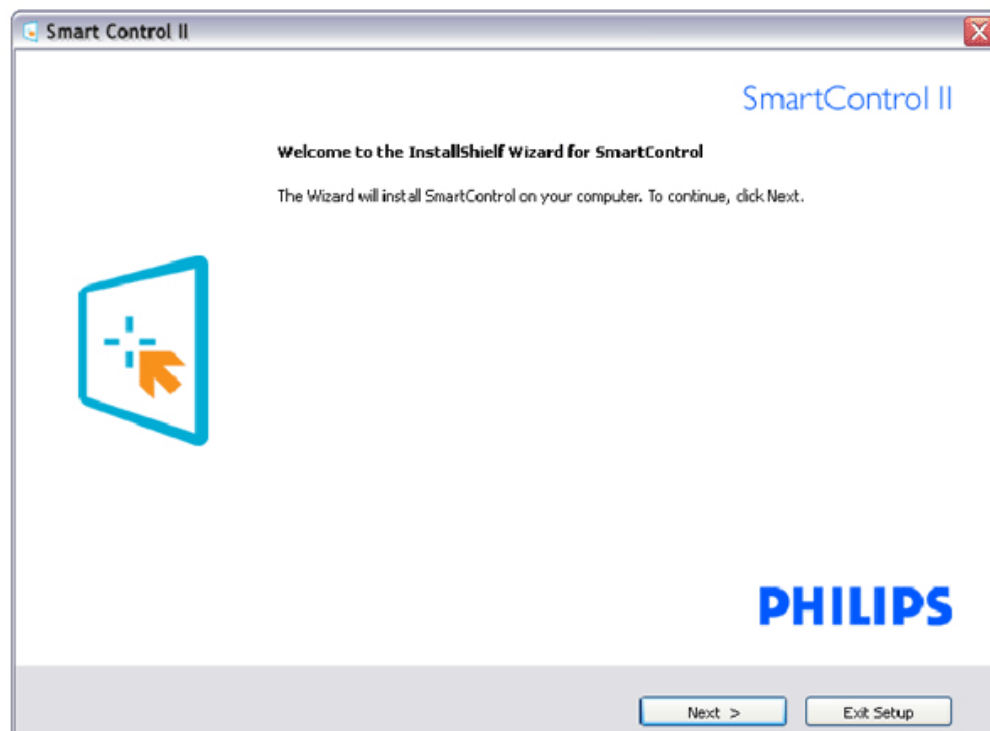 Smart Control II
SmartControl II
Welcome to the InstallShielf Wizard for SmartControl
The Wizard will install SmartControl on your computer. To continue, click Next.
PHILIPS
Next >
Exit Setup